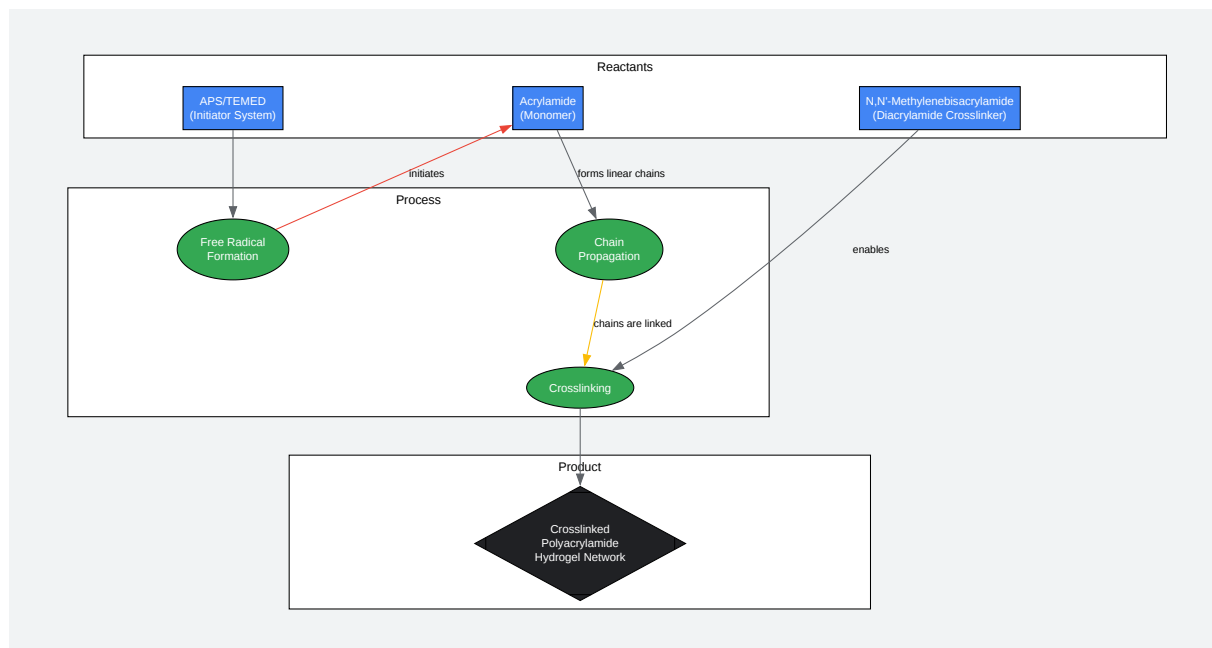 Reactants
APS/TEMED
(Initiator System)
Acrylamide
(Monomer)
N,N'-Methylenebisacrylamide
(Diacrylamide Crosslinker)
initiates
forms linear chains
Process
Free Radical
Formation
Chain
Propagation
enables
chains are linked
Crosslinking
Product
Crosslinked
Polyacrylamide
Hydrogel Network